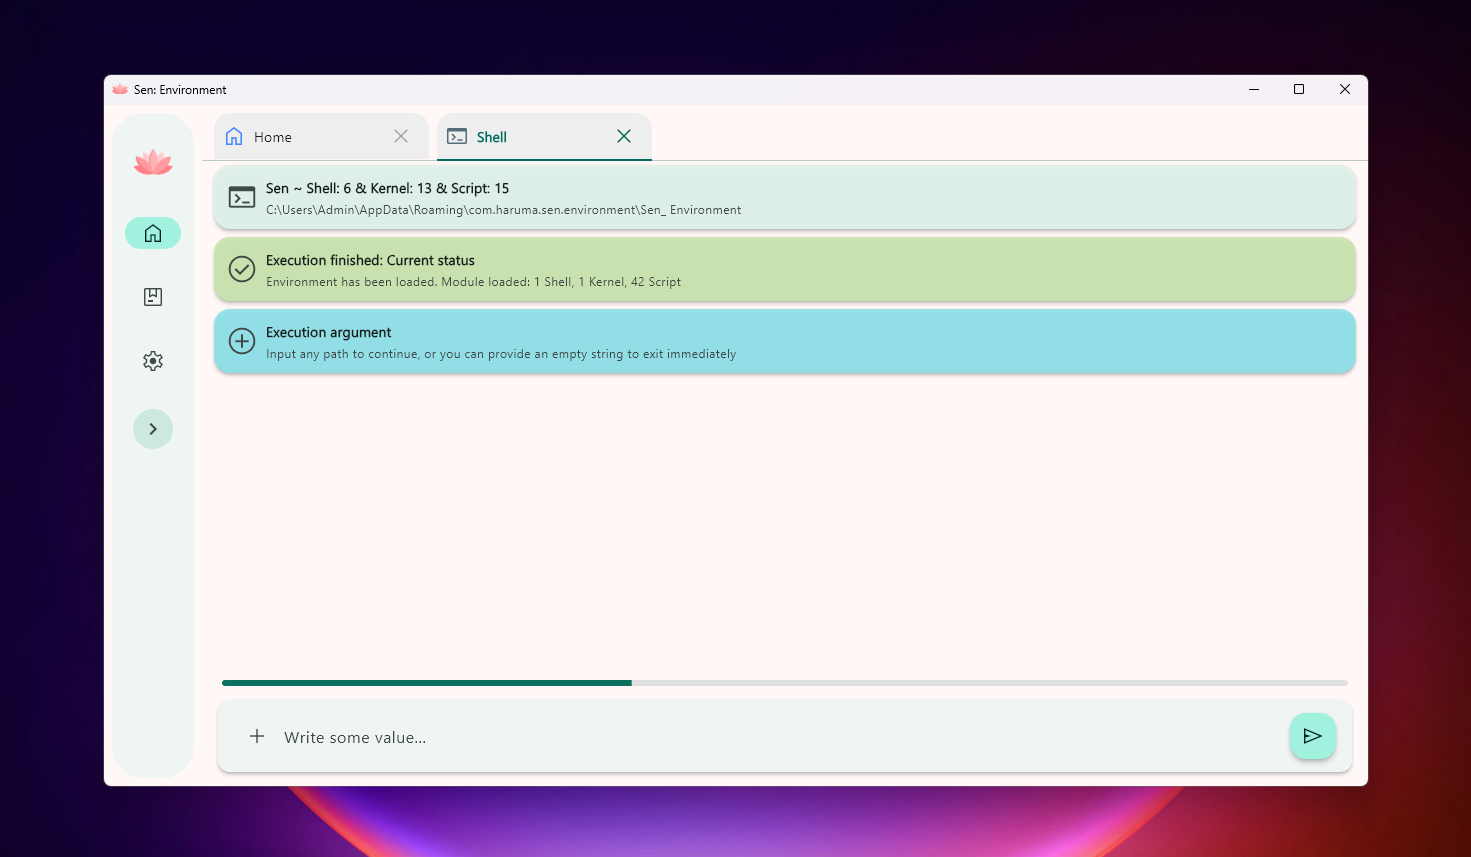 Sen: Environment
Home
Shell
Sen ~ Shell: 6 & Kernel: 13 & Script: 15
C:\Users\Admin\AppData\Roaming\com.haruma.sen.environment\Sen_ Environment
Execution finished: Current status
Environment has been loaded. Module loaded: 1 Shell, 1 Kernel, 42 Script
Execution argument
Input any path to continue, or you can provide an empty string to exit immediately
Write some value...